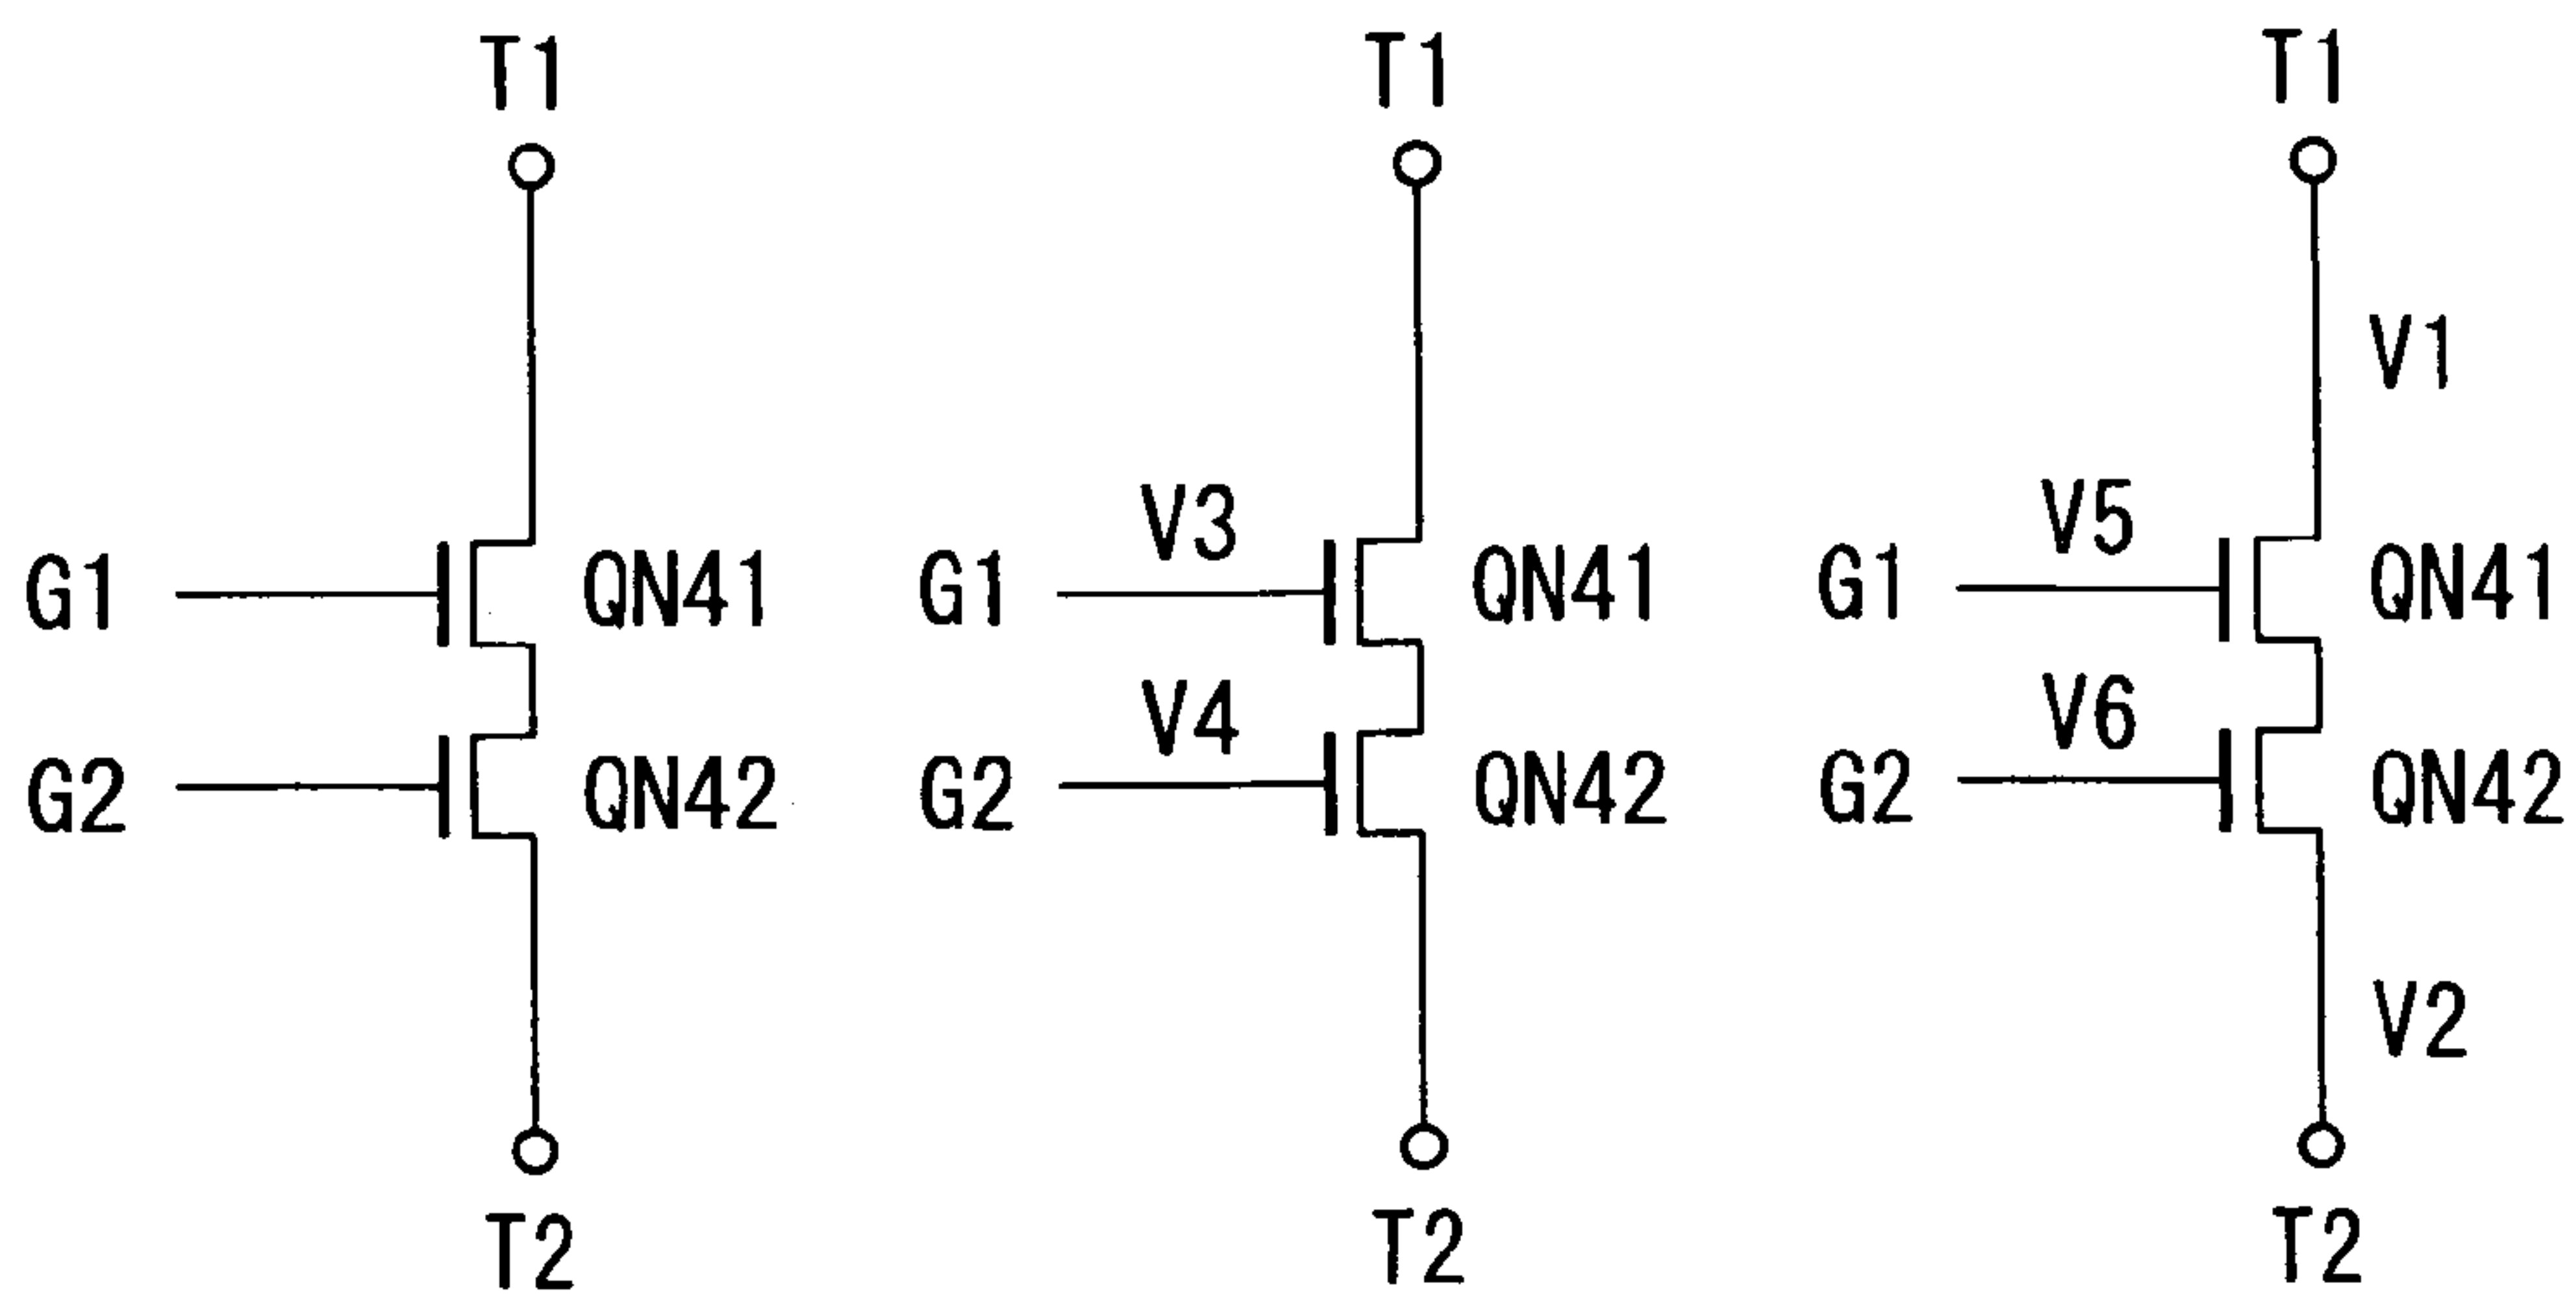 T1 T1 T1
V1
V3 V5
G1 QN41 G1 QN41 G1 QN41
V4 V6
G2 QN42 G2 QN42 G2 QN42
V2
T2 T2 T2